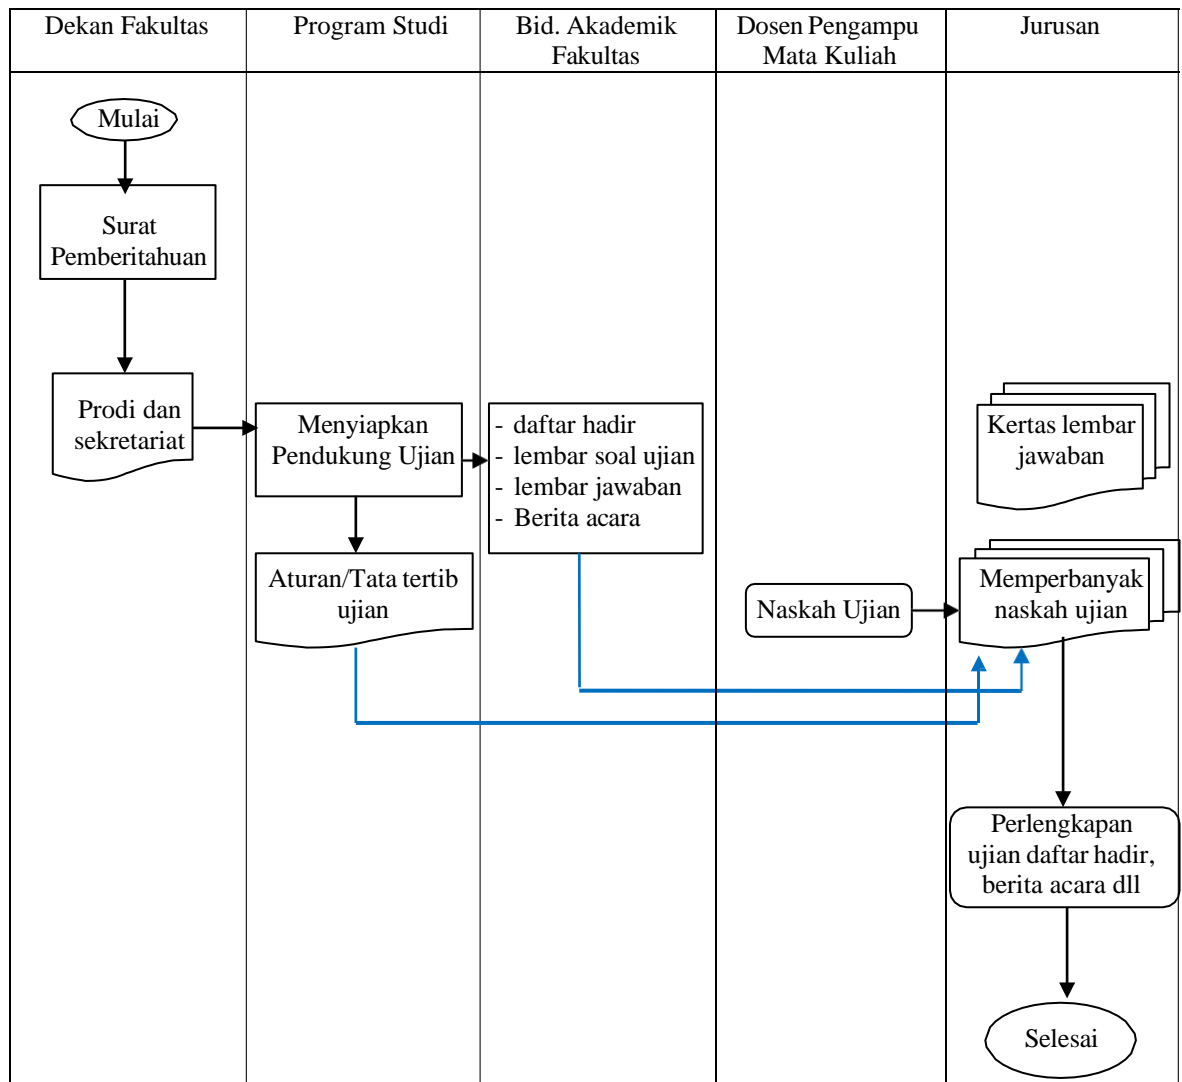 Dekan Fakultas
Program Studi
Bid. Akademik
Fakultas
Dosen Pengampu
Mata Kuliah
Jurusan
Mulai
Surat
Pemberitahuan
Prodi dan
sekretariat
Menyiapkan
Pendukung Ujian
- daftar hadir
- lembar soal ujian
- lembar jawaban
- Berita acara
Kertas lembar
jawaban
Aturan/Tata tertib
ujian
Naskah Ujian
Memperbanyak
naskah ujian
Perlengkapan
ujian daftar hadir,
berita acara dll
Selesai